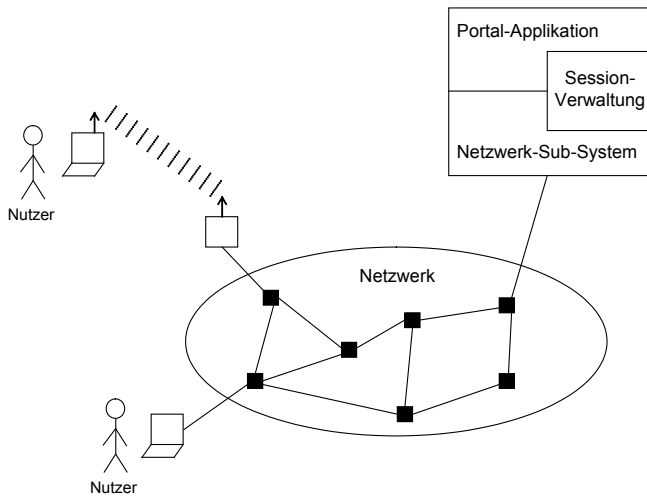 Portal-Applikation
Session-
Verwaltung
Netzwerk-Sub-System
Nutzer
Netzwerk
Nutzer